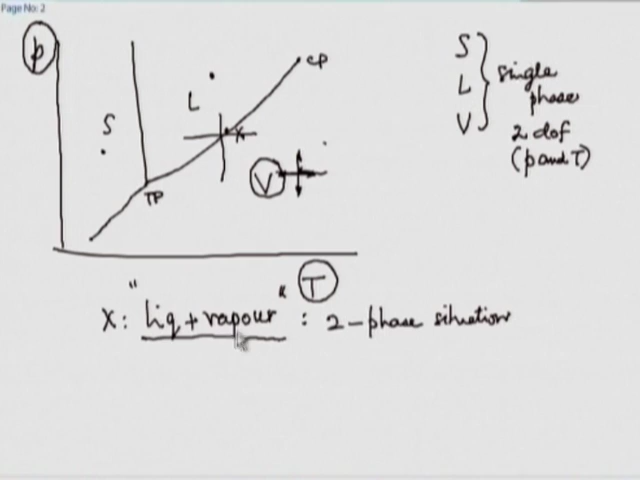 Page No: 2
p
CP
S
L
X
V
TP
T
S
L
V
single
phase
2 dof
(p and T)
X: "Liq + vapour" : 2-phase situation